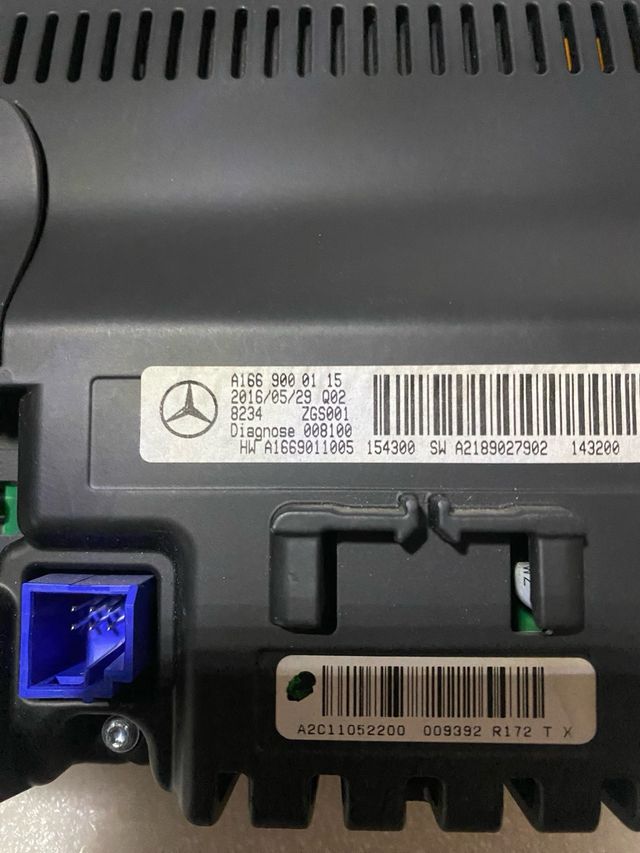 A166 900 01 15
2016/05/29 Q02
8234 ZGS001
Diagnose 008100
HW A1669011005 154300 SW A2189027902 143200
A2C11052200 009392 R172 T X